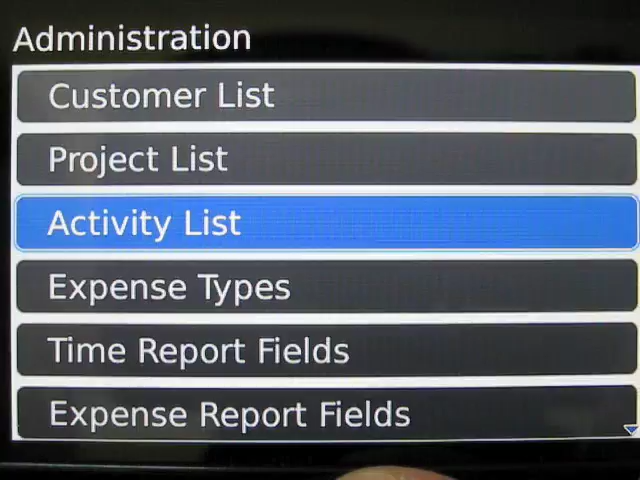 Administration
Customer List
Project List
Activity List
Expense Types
Time Report Fields
Expense Report Fields